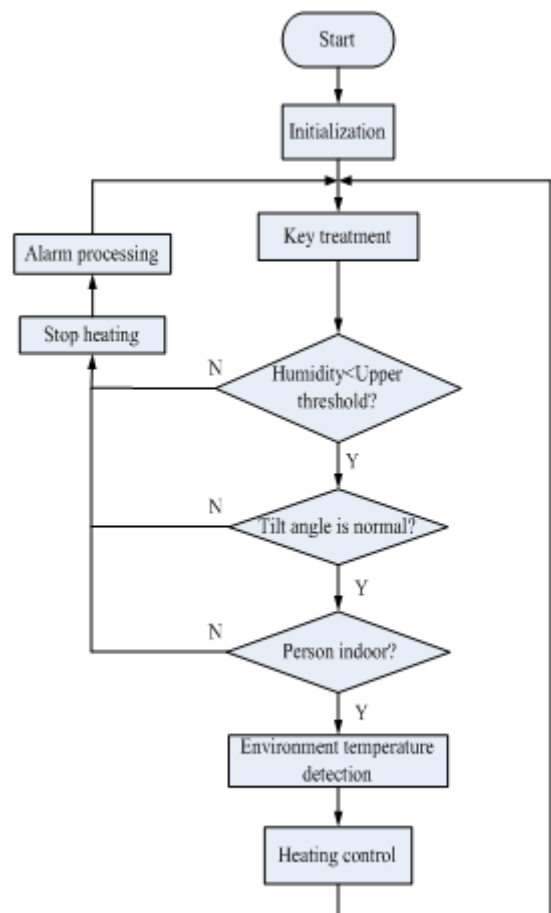 Start
Initialization
Key treatment
Alarm processing
Stop heating
N
Humidity<Upper
threshold?
Y
N
Tilt angle is normal?
Y
N
Person indoor?
Y
Environment temperature
detection
Heating control